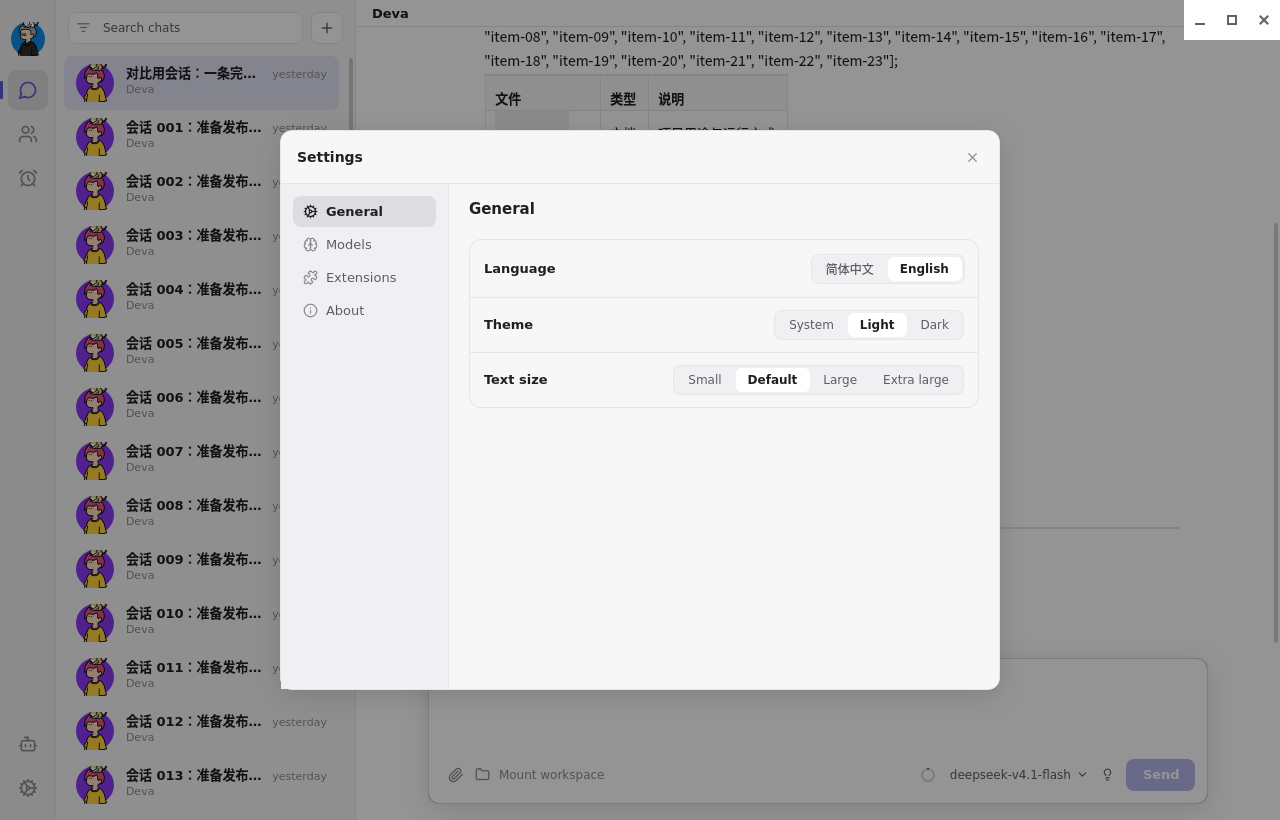 Search chats
对比用会话：一条完...
yesterday
Deva
会话 001：准备发布...
yesterday
Deva
会话 002：准备发布...
Deva
会话 003：准备发布...
Deva
会话 004：准备发布...
Deva
会话 005：准备发布...
Deva
会话 006：准备发布...
Deva
会话 007：准备发布...
Deva
会话 008：准备发布...
Deva
会话 009：准备发布...
Deva
会话 010：准备发布...
Deva
会话 011：准备发布...
Deva
会话 012：准备发布...
yesterday
Deva
会话 013：准备发布...
yesterday
Deva
Deva
"item-08", "item-09", "item-10", "item-11", "item-12", "item-13", "item-14", "item-15", "item-16", "item-17",
"item-18", "item-19", "item-20", "item-21", "item-22", "item-23"];
文件 类型 说明
Settings
General
Models
Extensions
About
General
Language
简体中文 English
Theme
System Light Dark
Text size
Small Default Large Extra large
Mount workspace
deepseek-v4.1-flash
Send